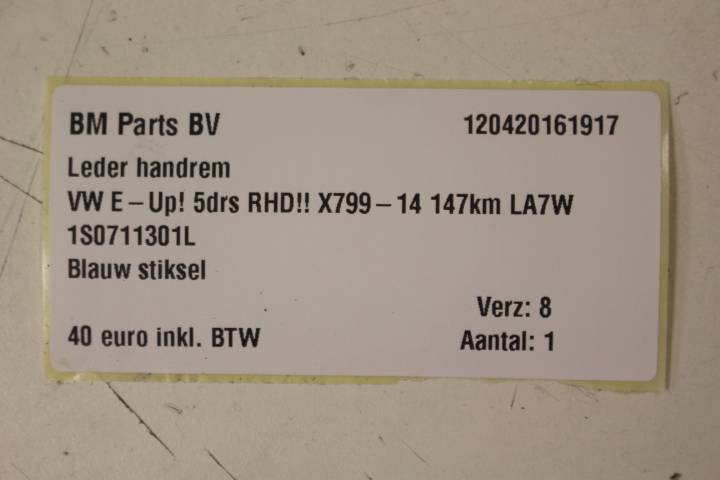 BM Parts BV 120420161917
Leder handrem
VW E-Up! 5drs RHD!! X799-14 147km LA7W
1S0711301L
Blauw stiksel
Verz: 8
40 euro inkl. BTW Aantal: 1